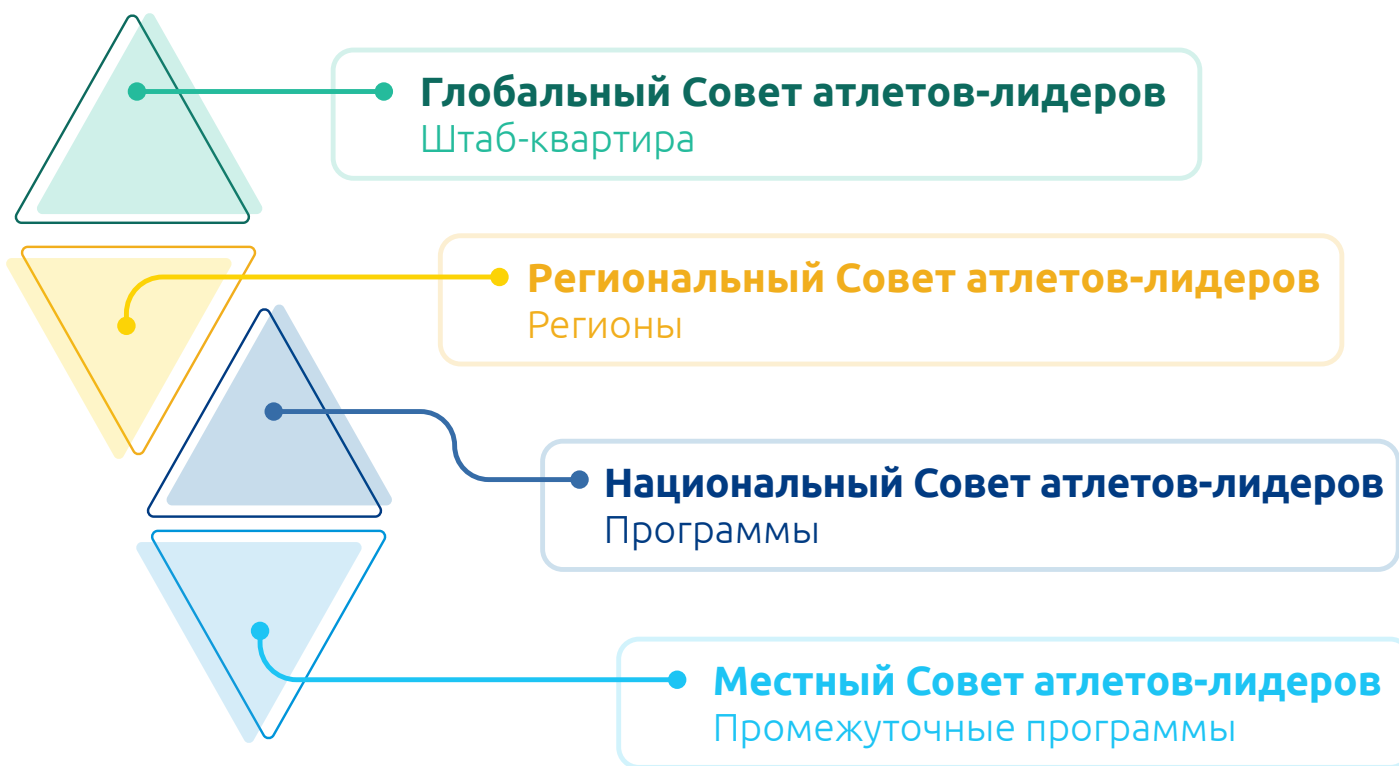 Глобальный Совет атлетов-лидеров
Штаб-квартира
Региональный Совет атлетов-лидеров
Регионы
Национальный Совет атлетов-лидеров
Программы
Местный Совет атлетов-лидеров
Промежуточные программы